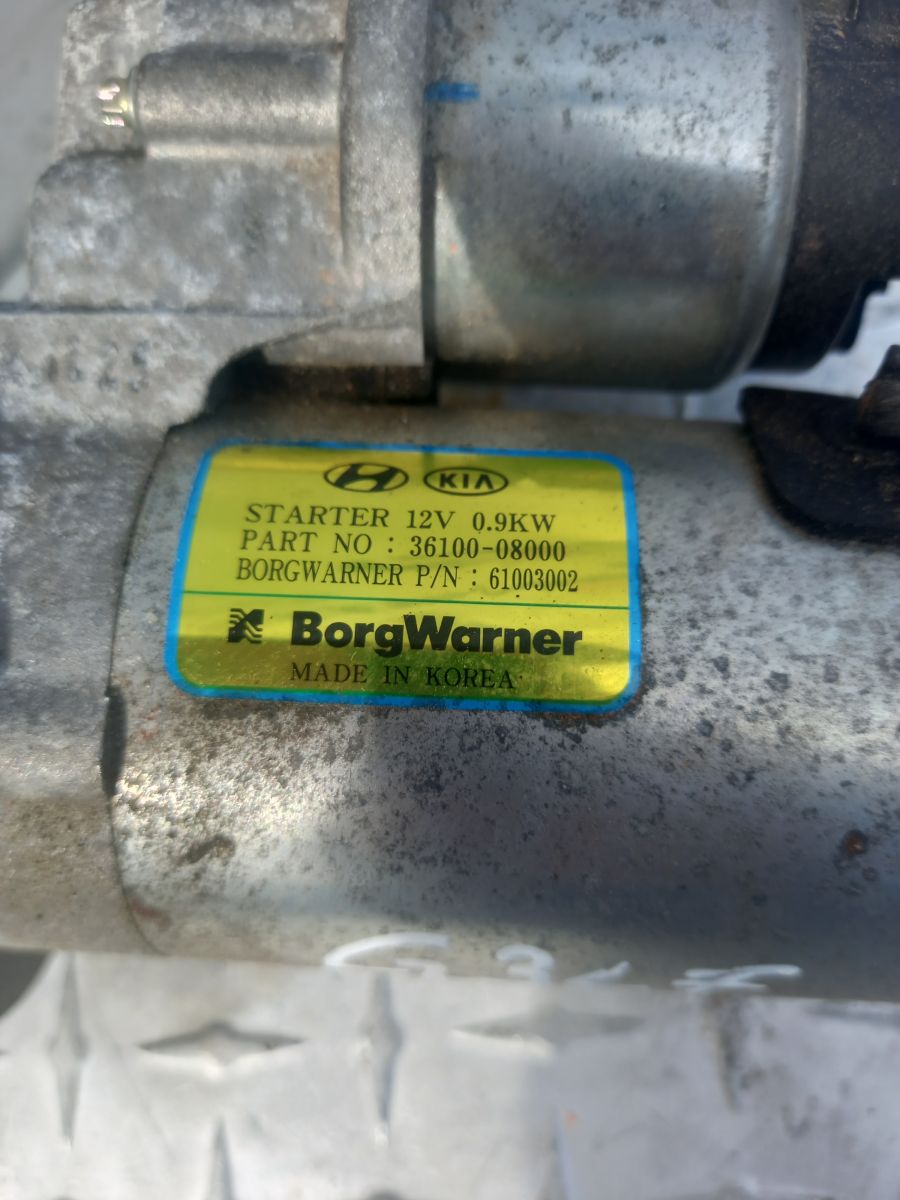 KIA
STARTER 12V 0.9KW
PART NO : 36100-08000
BORGWARNER P/N : 61003002
BorgWarner
MADE IN KOREA